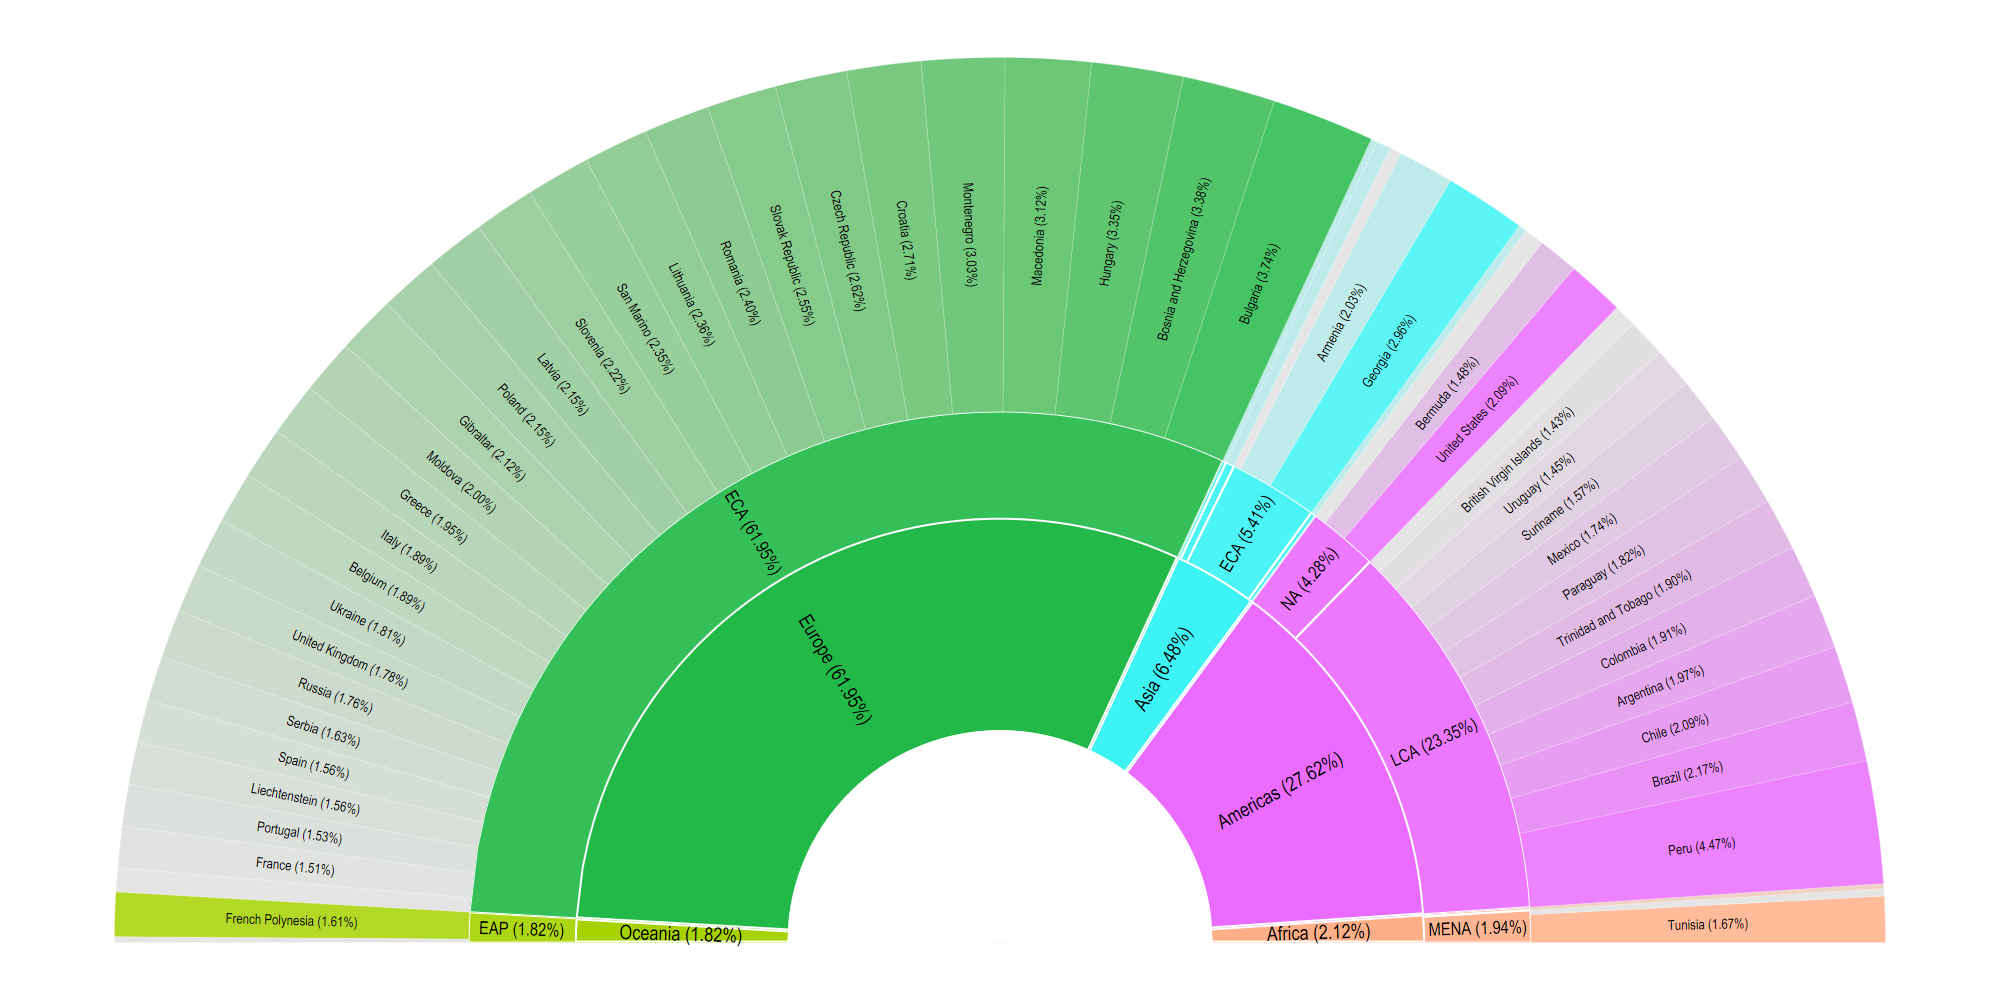 Bulgaria (3.74%)
Bosnia and Herzegovina (3.38%)
Hungary (3.35%)
Macedonia (3.12%)
Montenegro (3.03%)
Croatia (2.71%)
Czech Republic (2.62%)
Slovak Republic (2.55%)
Romania (2.40%)
Lithuania (2.36%)
San Marino (2.35%)
Slovenia (2.22%)
Latvia (2.15%)
Poland (2.15%)
Gibraltar (2.12%)
Moldova (2.00%)
Greece (1.95%)
Italy (1.89%)
Belgium (1.89%)
Ukraine (1.81%)
United Kingdom (1.78%)
Russia (1.76%)
Serbia (1.63%)
Spain (1.56%)
Liechtenstein (1.56%)
Portugal (1.53%)
France (1.51%)
French Polynesia (1.61%)
EAP (1.82%)
Oceania (1.82%)
ECA (61.95%)
Europe (61.95%)
Armenia (2.03%)
Georgia (2.96%)
ECA (5.41%)
Asia (6.48%)
Bermuda (1.48%)
United States (2.09%)
NA (4.28%)
British Virgin Islands (1.43%)
Uruguay (1.45%)
Suriname (1.57%)
Mexico (1.74%)
Paraguay (1.82%)
Trinidad and Tobago (1.90%)
Colombia (1.91%)
Argentina (1.97%)
Chile (2.09%)
Brazil (2.17%)
Peru (4.47%)
LCA (23.35%)
Americas (27.62%)
Africa (2.12%)
MENA (1.94%)
Tunisia (1.67%)